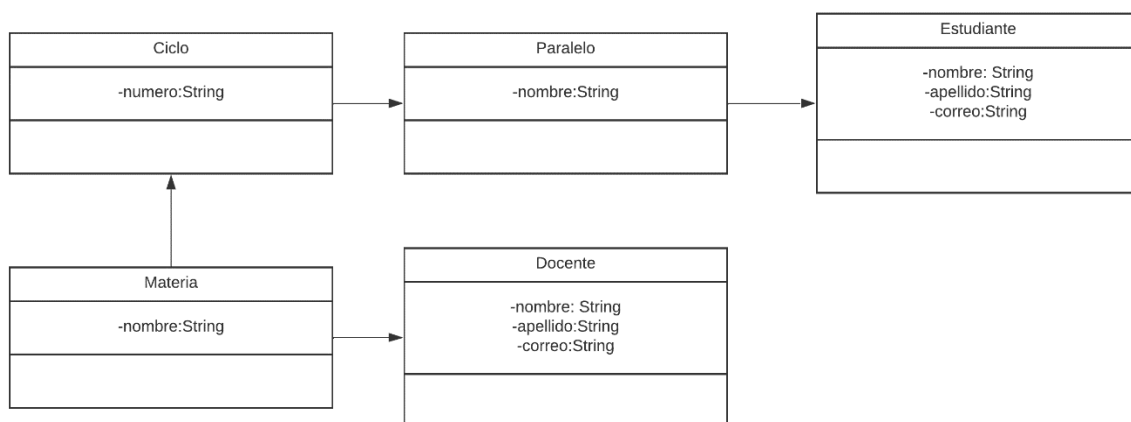 Ciclo
-numero:String
Paralelo
-nombre:String
Estudiante
-nombre: String
-apellido:String
-correo:String
Materia
-nombre:String
Docente
-nombre: String
-apellido:String
-correo:String